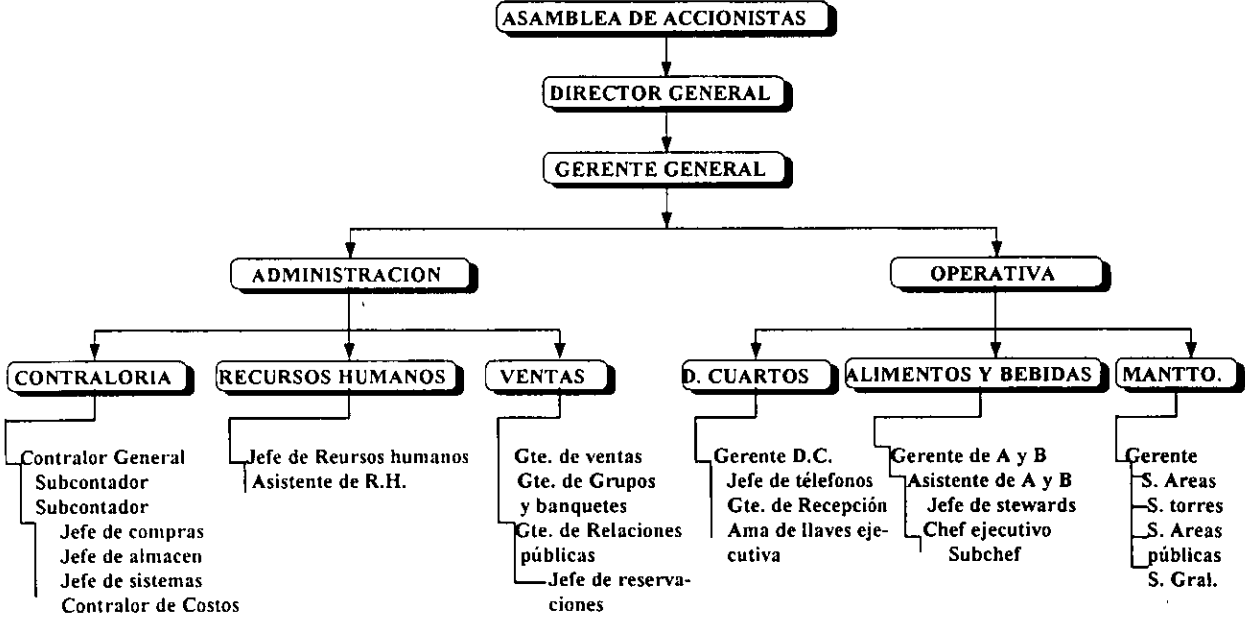 ASAMBLEA DE ACCIONISTAS
DIRECTOR GENERAL
GERENTE GENERAL
ADMINISTRACION
OPERATIVA
CONTRALORIA
RECURSOS HUMANOS
VENTAS
D. CUARTOS
ALIMENTOS Y BEBIDAS
MANTTO.
Contralor General
Subcontador
Subcontador
Jefe de compras
Jefe de almacen
Jefe de sistemas
Contralor de Costos
Jefe de Reursos humanos
Asistente de R.H.
Gte. de ventas
Gte. de Grupos
y banquetes
Gte. de Relaciones
públicas
Jefe de reserva-
ciones
Gerente D.C.
Jefe de télefonos
Gte. de Recepción
Ama de llaves eje-
cutiva
Gerente de A y B
Asistente de A y B
Jefe de stewards
Chef ejecutivo
Subchef
Gerente
S. Areas
S. torres
S. Areas
públicas
S. Gral.